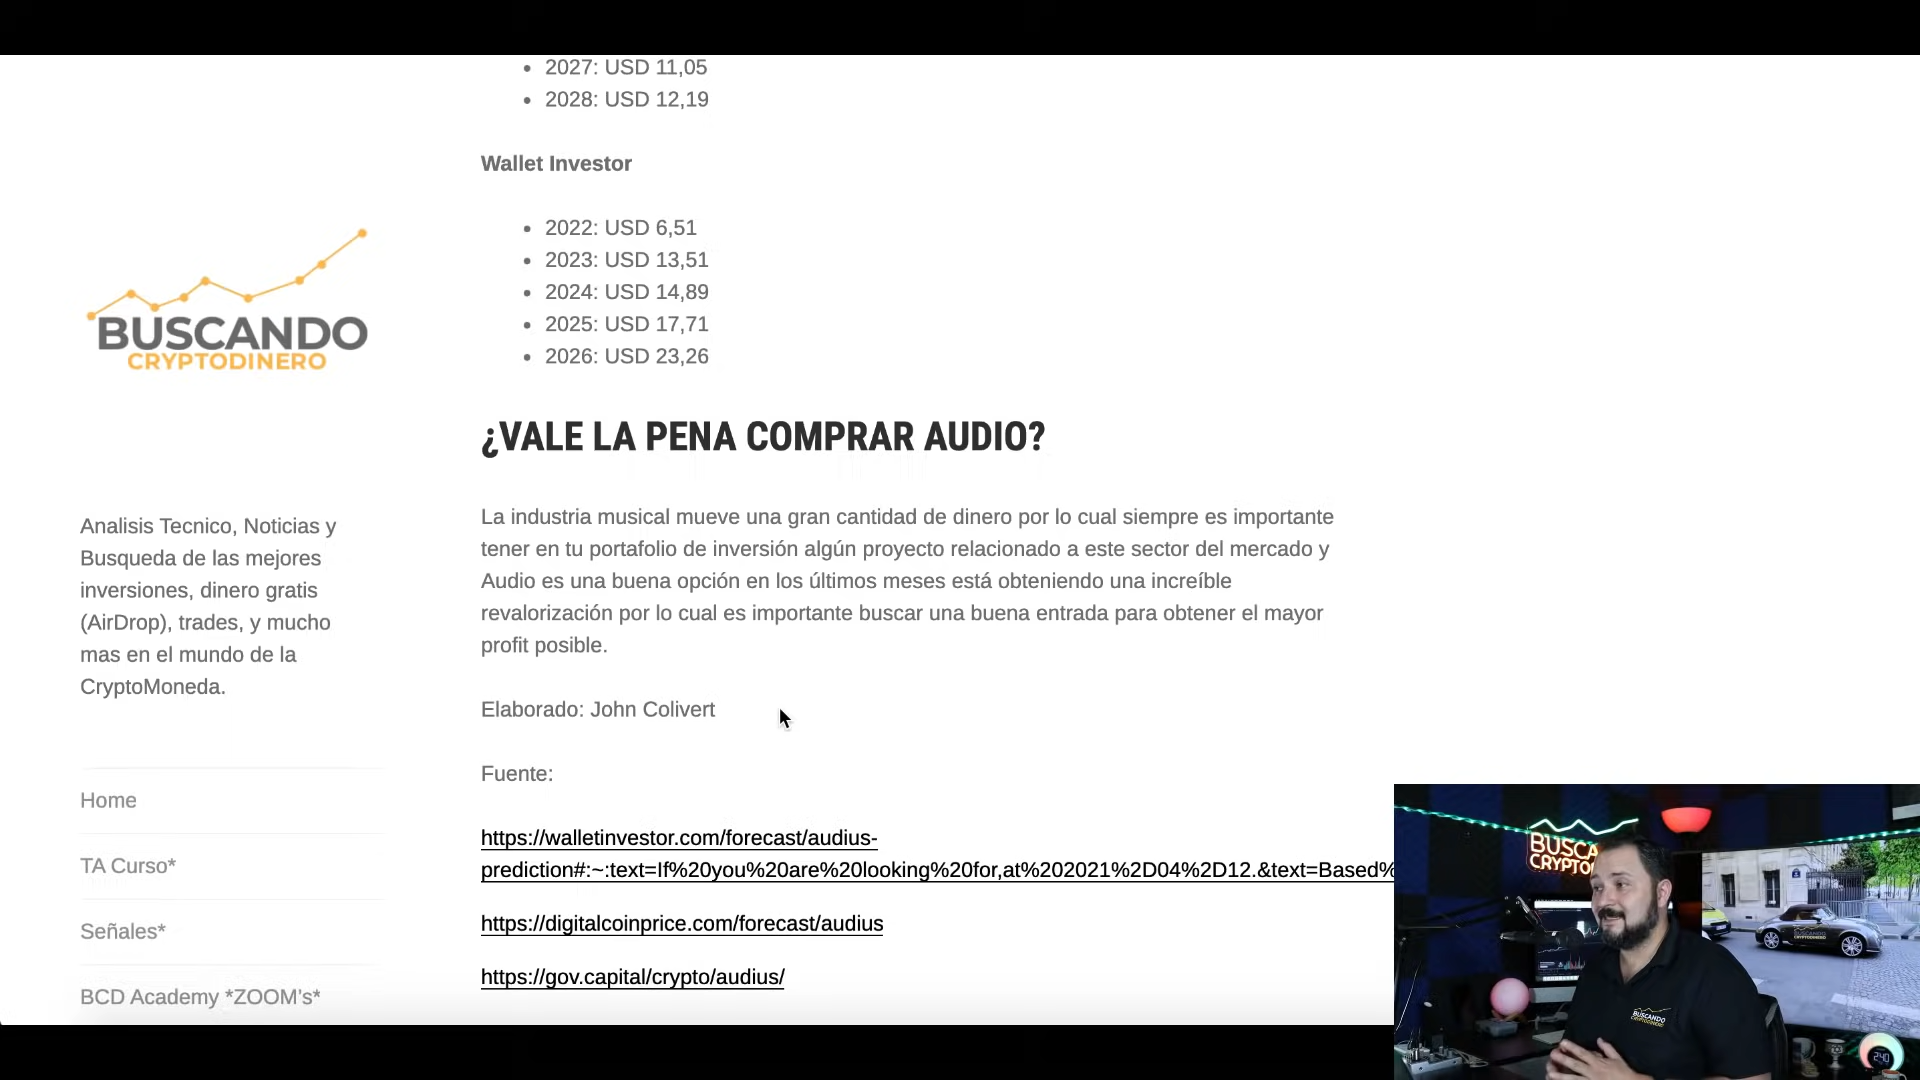 2027: USD 11,05
2028: USD 12,19
Wallet Investor
2022: USD 6,51
2023: USD 13,51
2024: USD 14,89
2025: USD 17,71
2026: USD 23,26
¿VALE LA PENA COMPRAR AUDIO?
La industria musical mueve una gran cantidad de dinero por lo cual siempre es importante
tener en tu portafolio de inversión algún proyecto relacionado a este sector del mercado y
Audio es una buena opción en los últimos meses está obteniendo una increíble
revalorización por lo cual es importante buscar una buena entrada para obtener el mayor
profit posible.
Elaborado: John Colivert
Fuente:
https://walletinvestor.com/forecast/audius-
prediction#:~:text=If%20you%20are%20looking%20for,at%202021%2D04%2D12.&text=Based%
https://digitalcoinprice.com/forecast/audius
https://gov.capital/crypto/audius/
BUSCANDO
CRYPTODINERO
Analisis Tecnico, Noticias y
Busqueda de las mejores
inversiones, dinero gratis
(AirDrop), trades, y mucho
mas en el mundo de la
CryptoMoneda.
Home
TA Curso*
Señales*
BCD Academy *ZOOM's*
BUSCA
CRYPTO
BUSCANDO
CRYPTODINERO
BUSCANDO
CRYPTODINERO
240